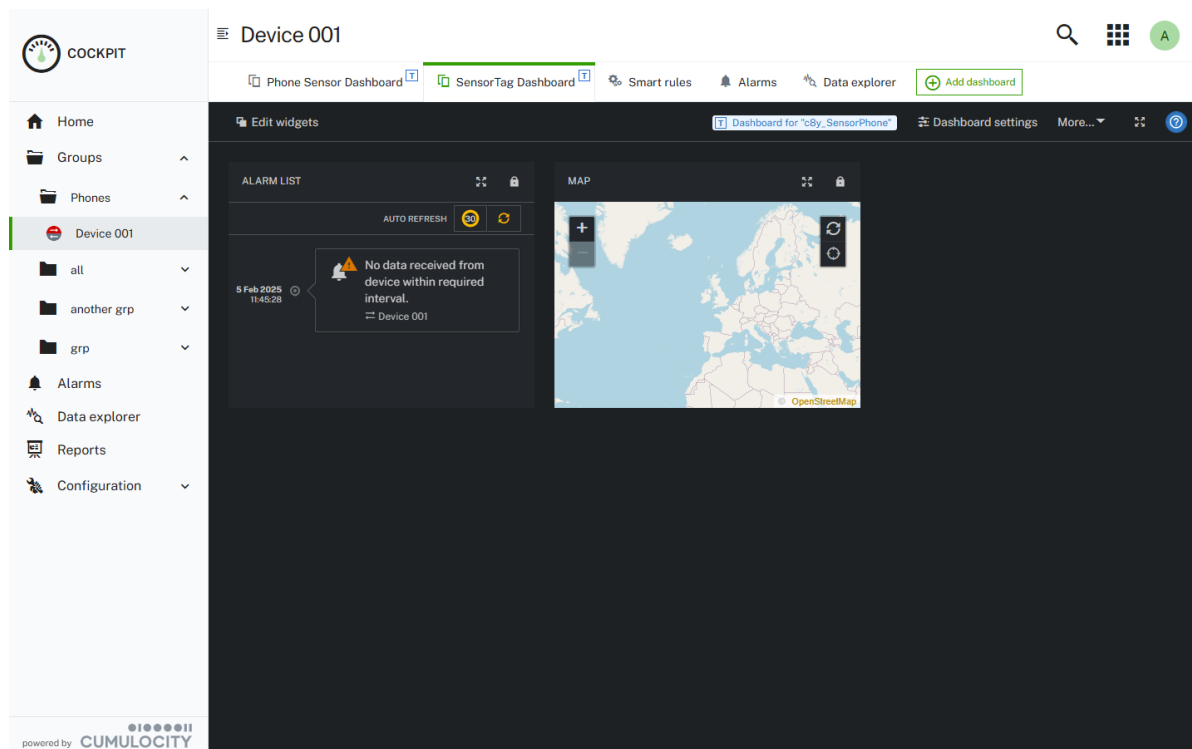 COCKPIT
Device 001
A
Phone Sensor Dashboard T
SensorTag Dashboard T
Smart rules
Alarms
Data explorer
Add dashboard
Home
Groups
Phones
Device 001
all
another grp
grp
Alarms
Data explorer
Reports
Configuration
powered by CUMULOCITY
Edit widgets
T Dashboard for "c8y_SensorPhone"
Dashboard settings
More...
?
ALARM LIST
AUTO REFRESH 30
5 Feb 2025
11:45:28
No data received from
device within required
interval.
Device 001
MAP
+
−
© OpenStreetMap